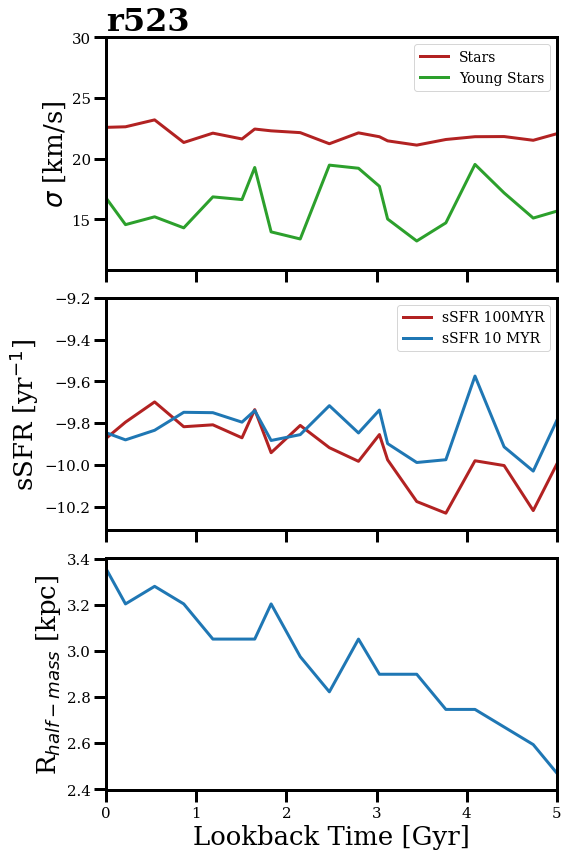 r523
30
25
20
15
σ [km/s]
Stars
Young Stars
−9.2
−9.4
−9.6
−9.8
−10.0
−10.2
sSFR [yr⁻¹]
sSFR 100MYR
sSFR 10 MYR
3.4
3.2
3.0
2.8
2.6
2.4
R_half−mass [kpc]
0 1 2 3 4 5
Lookback Time [Gyr]